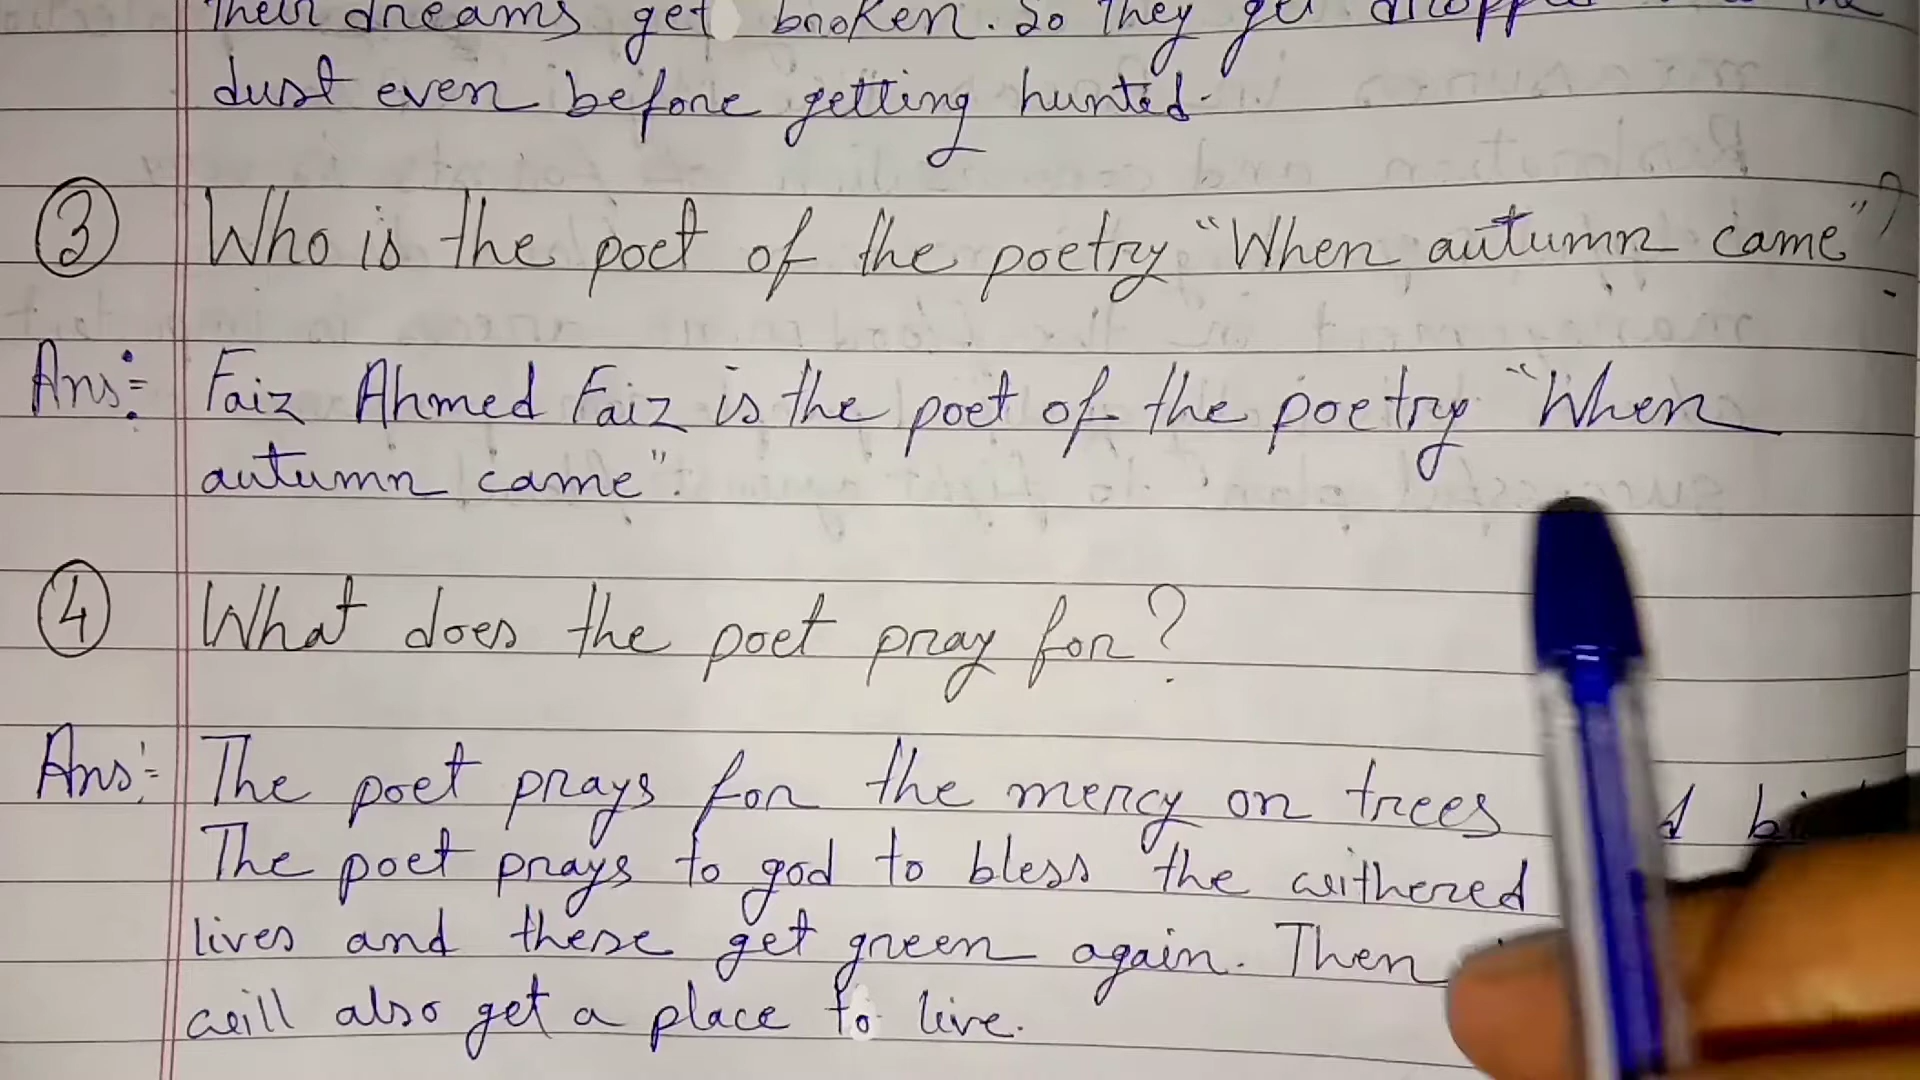 Their dreams get broken. So they get the
dust even before getting hunted.
③ Who is the poet of the poetry "When autumn came"?
Ans:= Faiz Ahmed Faiz is the poet of the poetry "When
autumn came".
④ What does the poet pray for?
Ans:= The poet prays for the mercy on trees
The poet prays to god to bless the withered
lives and these get green again. Then
will also get a place to live.